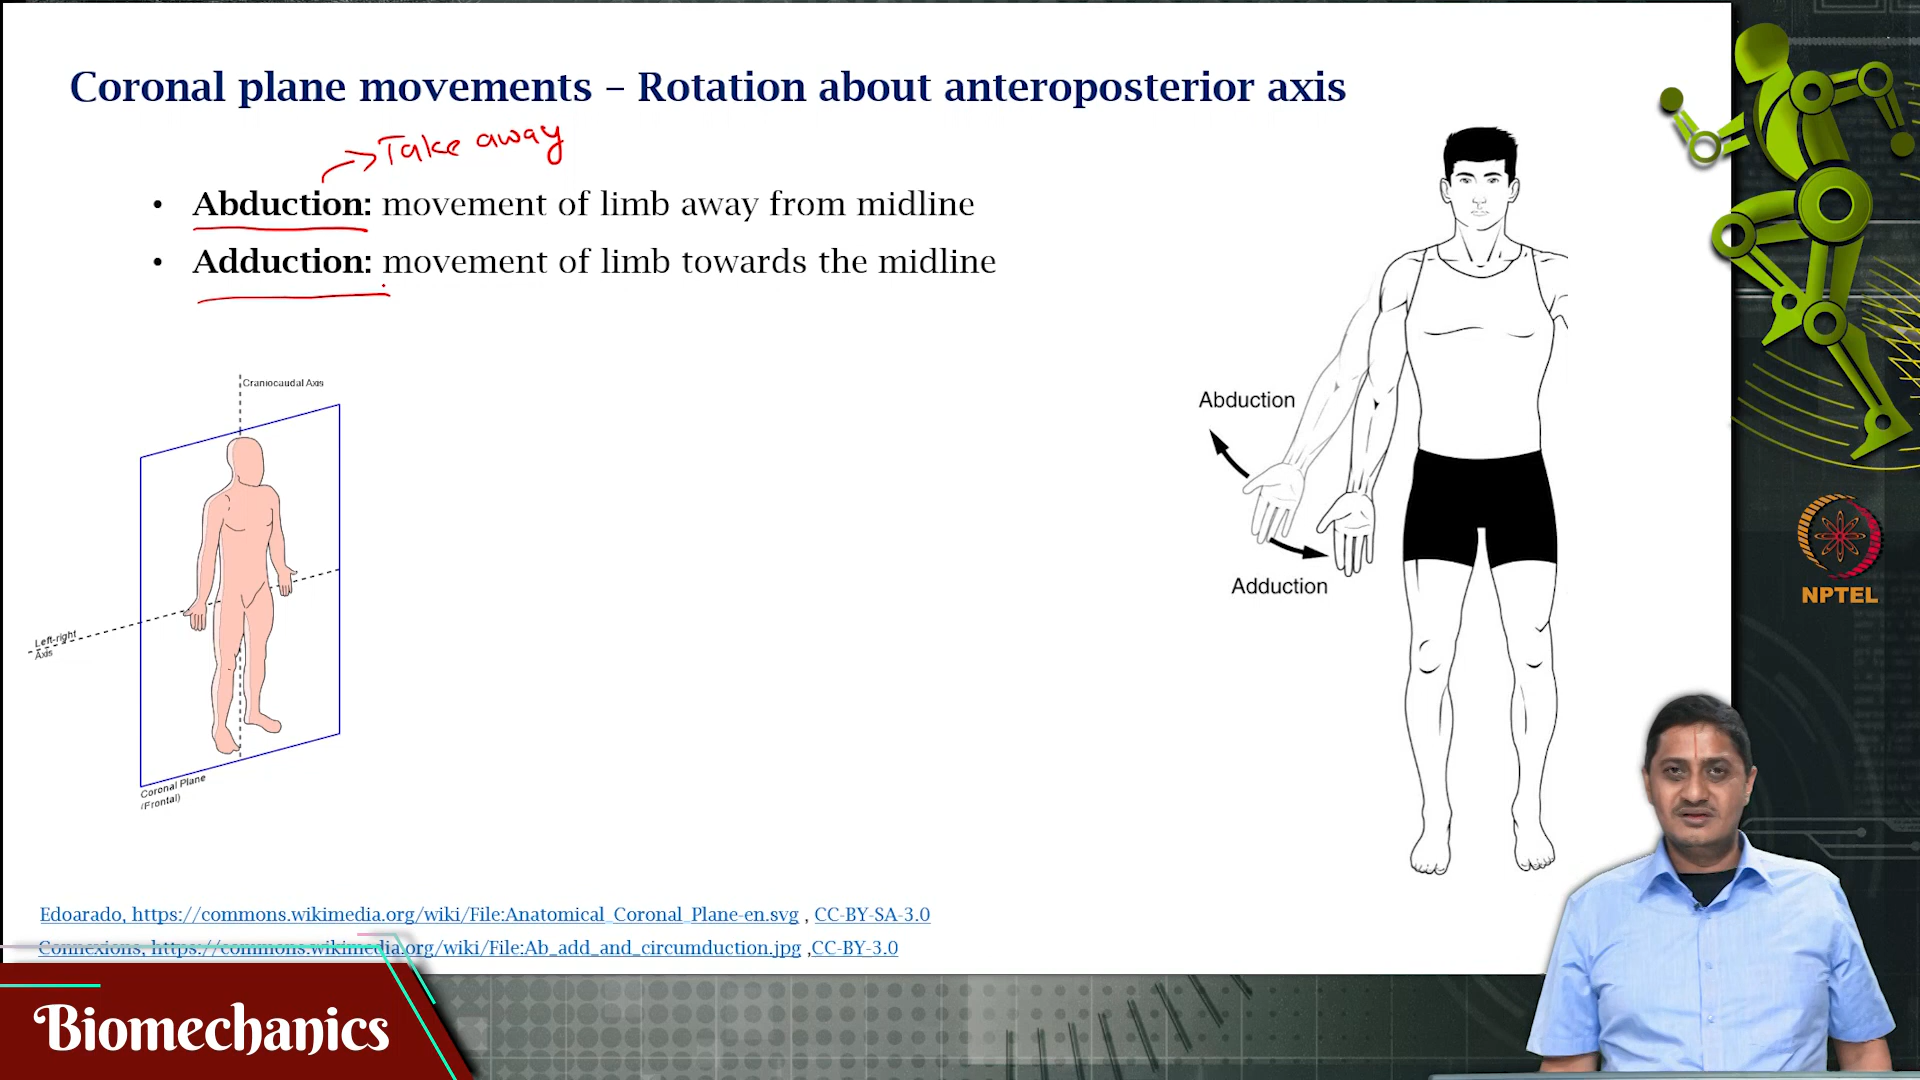 Coronal plane movements – Rotation about anteroposterior axis
Take away
• Abduction: movement of limb away from midline
• Adduction: movement of limb towards the midline
Craniocaudal Axis
Abduction
Adduction
Left-right
Axis
Coronal Plane
/Frontal)
NPTEL
Edoarado, https://commons.wikimedia.org/wiki/File:Anatomical_Coronal_Plane-en.svg , CC-BY-SA-3.0
Connexions, https://commons.wikimedia.org/wiki/File:Ab_add_and_circumduction.jpg ,CC-BY-3.0
Biomechanics